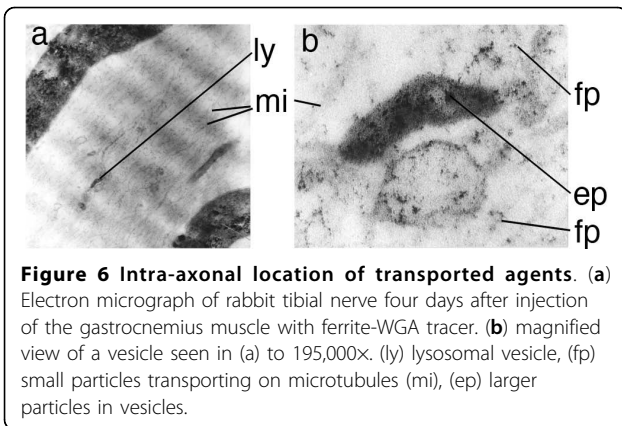 a
b
ly
mi
fp
ep
fp
Figure 6 Intra-axonal location of transported agents. (a)
Electron micrograph of rabbit tibial nerve four days after injection
of the gastrocnemius muscle with ferrite-WGA tracer. (b) magnified
view of a vesicle seen in (a) to 195,000×. (ly) lysosomal vesicle, (fp)
small particles transporting on microtubules (mi), (ep) larger
particles in vesicles.